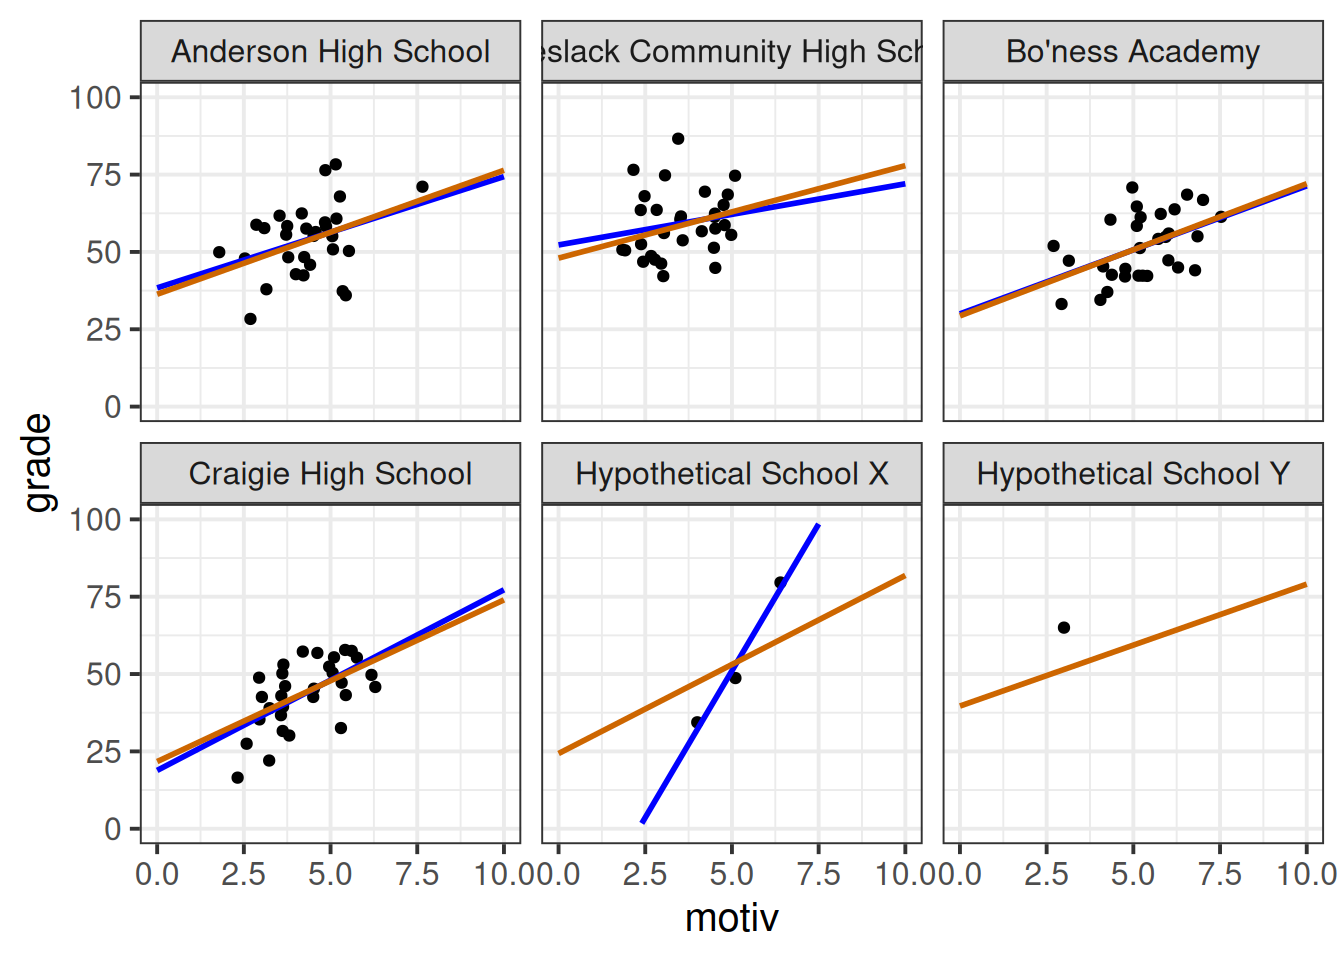 Anderson High School
eslack Community High Sch
Bo'ness Academy
100
75
50
25
0
Craigie High School
Hypothetical School X
Hypothetical School Y
100
75
50
25
0
0.0 2.5 5.0 7.5 10.0
0.0 2.5 5.0 7.5 10.0
0.0 2.5 5.0 7.5 10.0
motiv
grade